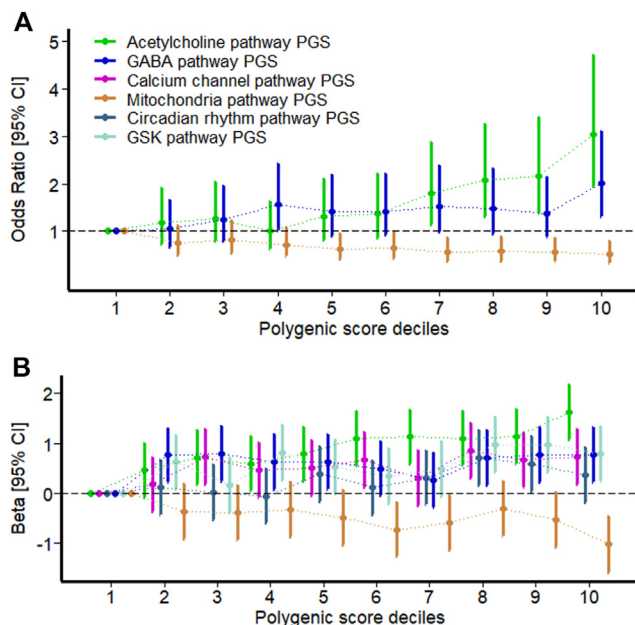 A
Odds Ratio [95% CI]
5
4
3
2
1
Acetylcholine pathway PGS
GABA pathway PGS
Calcium channel pathway PGS
Mitochondria pathway PGS
Circadian rhythm pathway PGS
GSK pathway PGS
1 2 3 4 5 6 7 8 9 10
Polygenic score deciles
B
Beta [95% CI]
2
1
0
-1
1 2 3 4 5 6 7 8 9 10
Polygenic score deciles